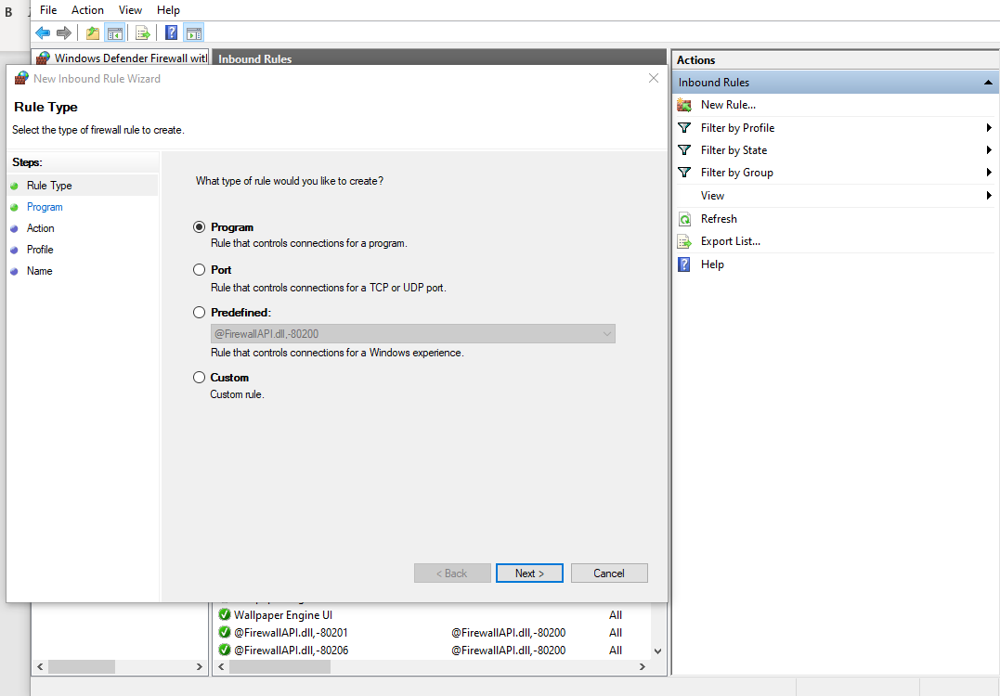 B
File Action View Help
Windows Defender Firewall witl
Inbound Rules
New Inbound Rule Wizard
Rule Type
Select the type of firewall rule to create.
Steps:
Rule Type
Program
Action
Profile
Name
What type of rule would you like to create?
Program
Rule that controls connections for a program.
Port
Rule that controls connections for a TCP or UDP port.
Predefined:
@FirewallAPI.dll,-80200
Rule that controls connections for a Windows experience.
Custom
Custom rule.
< Back Next > Cancel
Wallpaper Engine UI All
@FirewallAPI.dll,-80201 @FirewallAPI.dll,-80200 All
@FirewallAPI.dll,-80206 @FirewallAPI.dll,-80200 All
Actions
Inbound Rules
New Rule...
Filter by Profile
Filter by State
Filter by Group
View
Refresh
Export List...
Help